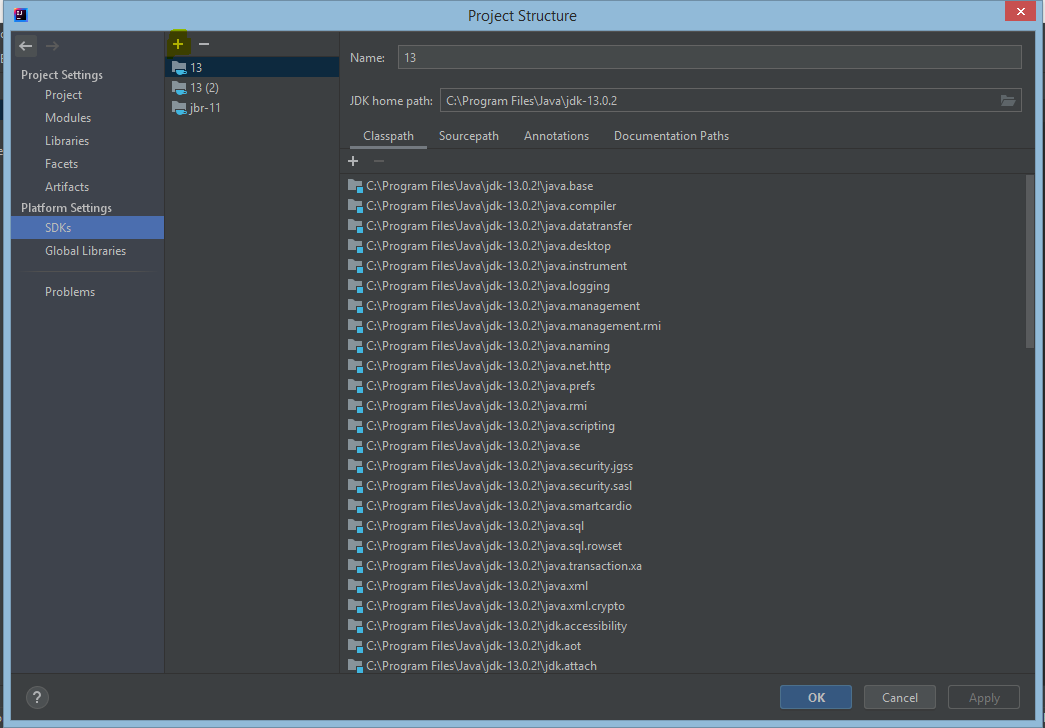 Project Structure
Project Settings
Project
Modules
Libraries
Facets
Artifacts
Platform Settings
SDKs
Global Libraries
Problems
13
13 (2)
jbr-11
Name: 13
JDK home path: C:\Program Files\Java\jdk-13.0.2
Classpath Sourcepath Annotations Documentation Paths
C:\Program Files\Java\jdk-13.0.2!\java.base
C:\Program Files\Java\jdk-13.0.2!\java.compiler
C:\Program Files\Java\jdk-13.0.2!\java.datatransfer
C:\Program Files\Java\jdk-13.0.2!\java.desktop
C:\Program Files\Java\jdk-13.0.2!\java.instrument
C:\Program Files\Java\jdk-13.0.2!\java.logging
C:\Program Files\Java\jdk-13.0.2!\java.management
C:\Program Files\Java\jdk-13.0.2!\java.management.rmi
C:\Program Files\Java\jdk-13.0.2!\java.naming
C:\Program Files\Java\jdk-13.0.2!\java.net.http
C:\Program Files\Java\jdk-13.0.2!\java.prefs
C:\Program Files\Java\jdk-13.0.2!\java.rmi
C:\Program Files\Java\jdk-13.0.2!\java.scripting
C:\Program Files\Java\jdk-13.0.2!\java.se
C:\Program Files\Java\jdk-13.0.2!\java.security.jgss
C:\Program Files\Java\jdk-13.0.2!\java.security.sasl
C:\Program Files\Java\jdk-13.0.2!\java.smartcardio
C:\Program Files\Java\jdk-13.0.2!\java.sql
C:\Program Files\Java\jdk-13.0.2!\java.sql.rowset
C:\Program Files\Java\jdk-13.0.2!\java.transaction.xa
C:\Program Files\Java\jdk-13.0.2!\java.xml
C:\Program Files\Java\jdk-13.0.2!\java.xml.crypto
C:\Program Files\Java\jdk-13.0.2!\jdk.accessibility
C:\Program Files\Java\jdk-13.0.2!\jdk.aot
C:\Program Files\Java\jdk-13.0.2!\jdk.attach
? OK Cancel Apply